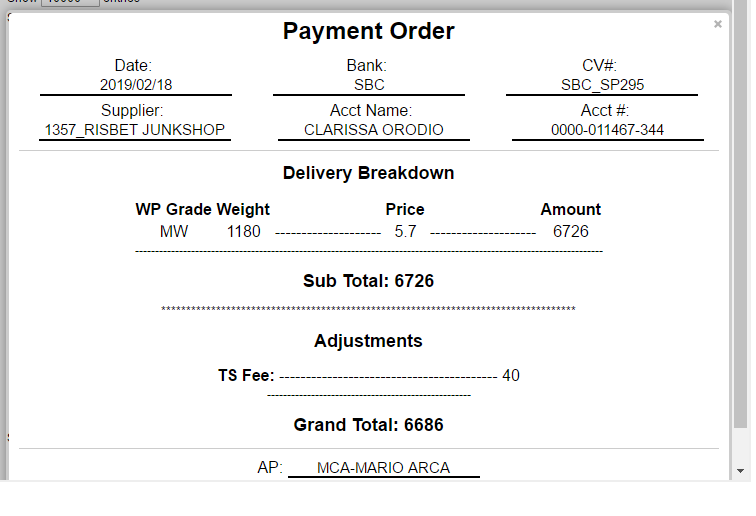 ×
Payment Order
Date: Bank: CV#:
2019/02/18 SBC SBC_SP295
Supplier: Acct Name: Acct #:
1357_RISBET JUNKSHOP CLARISSA ORODIO 0000-011467-344
Delivery Breakdown
WP Grade Weight Price Amount
MW 1180 --------------------- 5.7 --------------------- 6726
Sub Total: 6726
***********************************************************************************
Adjustments
TS Fee: ------------------------------------------- 40
Grand Total: 6686
AP: MCA-MARIO ARCA